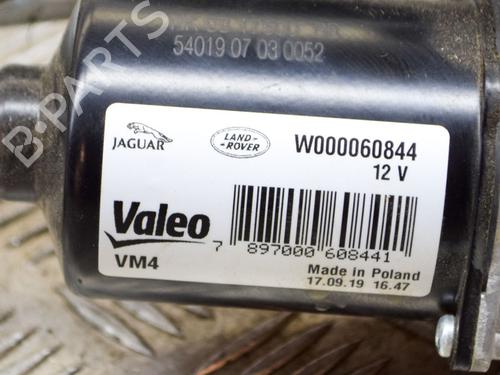 54019 07 03 0052
B-PARTS
JAGUAR
LAND-
-ROVER
W000060844
12 V
Valeo
7 897000 608441
VM4
Made in Poland
17.09.19 16.47